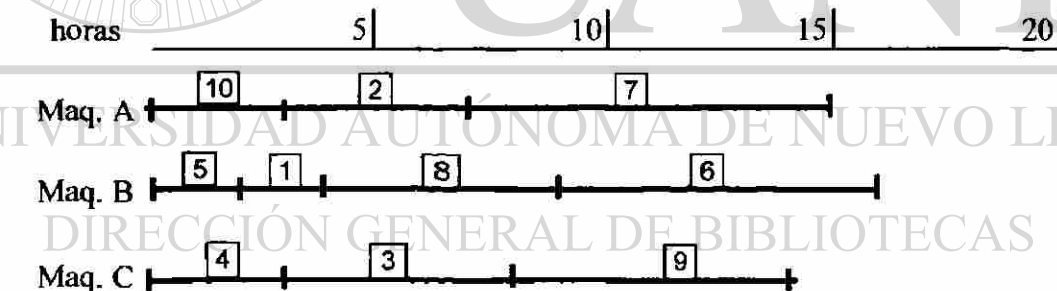 horas 5 10 15 20
10 2 7
Maq. A
UNIVERSIDAD AUTÓNOMA DE NUEVO LE
5 1 8 6
Maq. B
DIRECCIÓN GENERAL DE BIBLIOTECAS
4 3 9
Maq. C